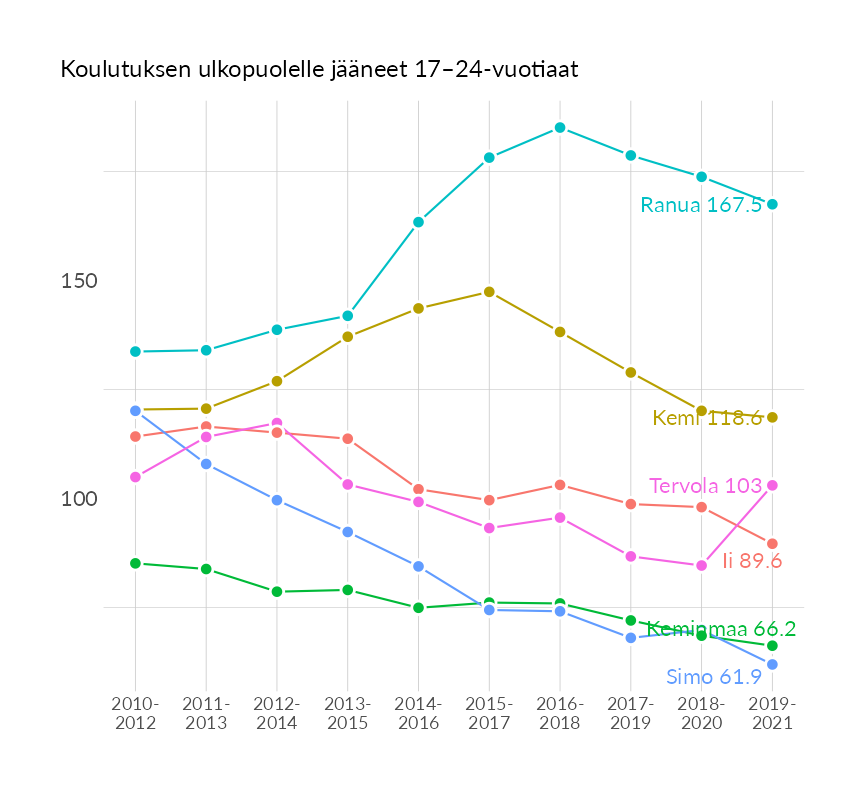 Koulutuksen ulkopuolelle jääneet 17–24-vuotiaat
Ranua 167.5
150
Kemi 118.6
Tervola 103
100
Ii 89.6
Keminmaa 66.2
Simo 61.9
2010- 2011- 2012- 2013- 2014- 2015- 2016- 2017- 2018- 2019-
2012 2013 2014 2015 2016 2017 2018 2019 2020 2021